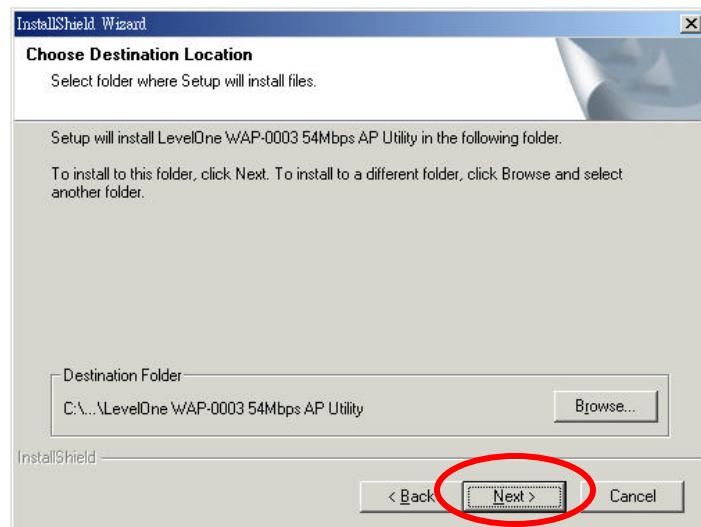 InstallShield Wizard
Choose Destination Location
Select folder where Setup will install files.
Setup will install LevelOne WAP-0003 54Mbps AP Utility in the following folder.
To install to this folder, click Next. To install to a different folder, click Browse and select
another folder.
Destination Folder
C:\...\LevelOne WAP-0003 54Mbps AP Utility
Browse...
InstallShield
< Back
Next >
Cancel